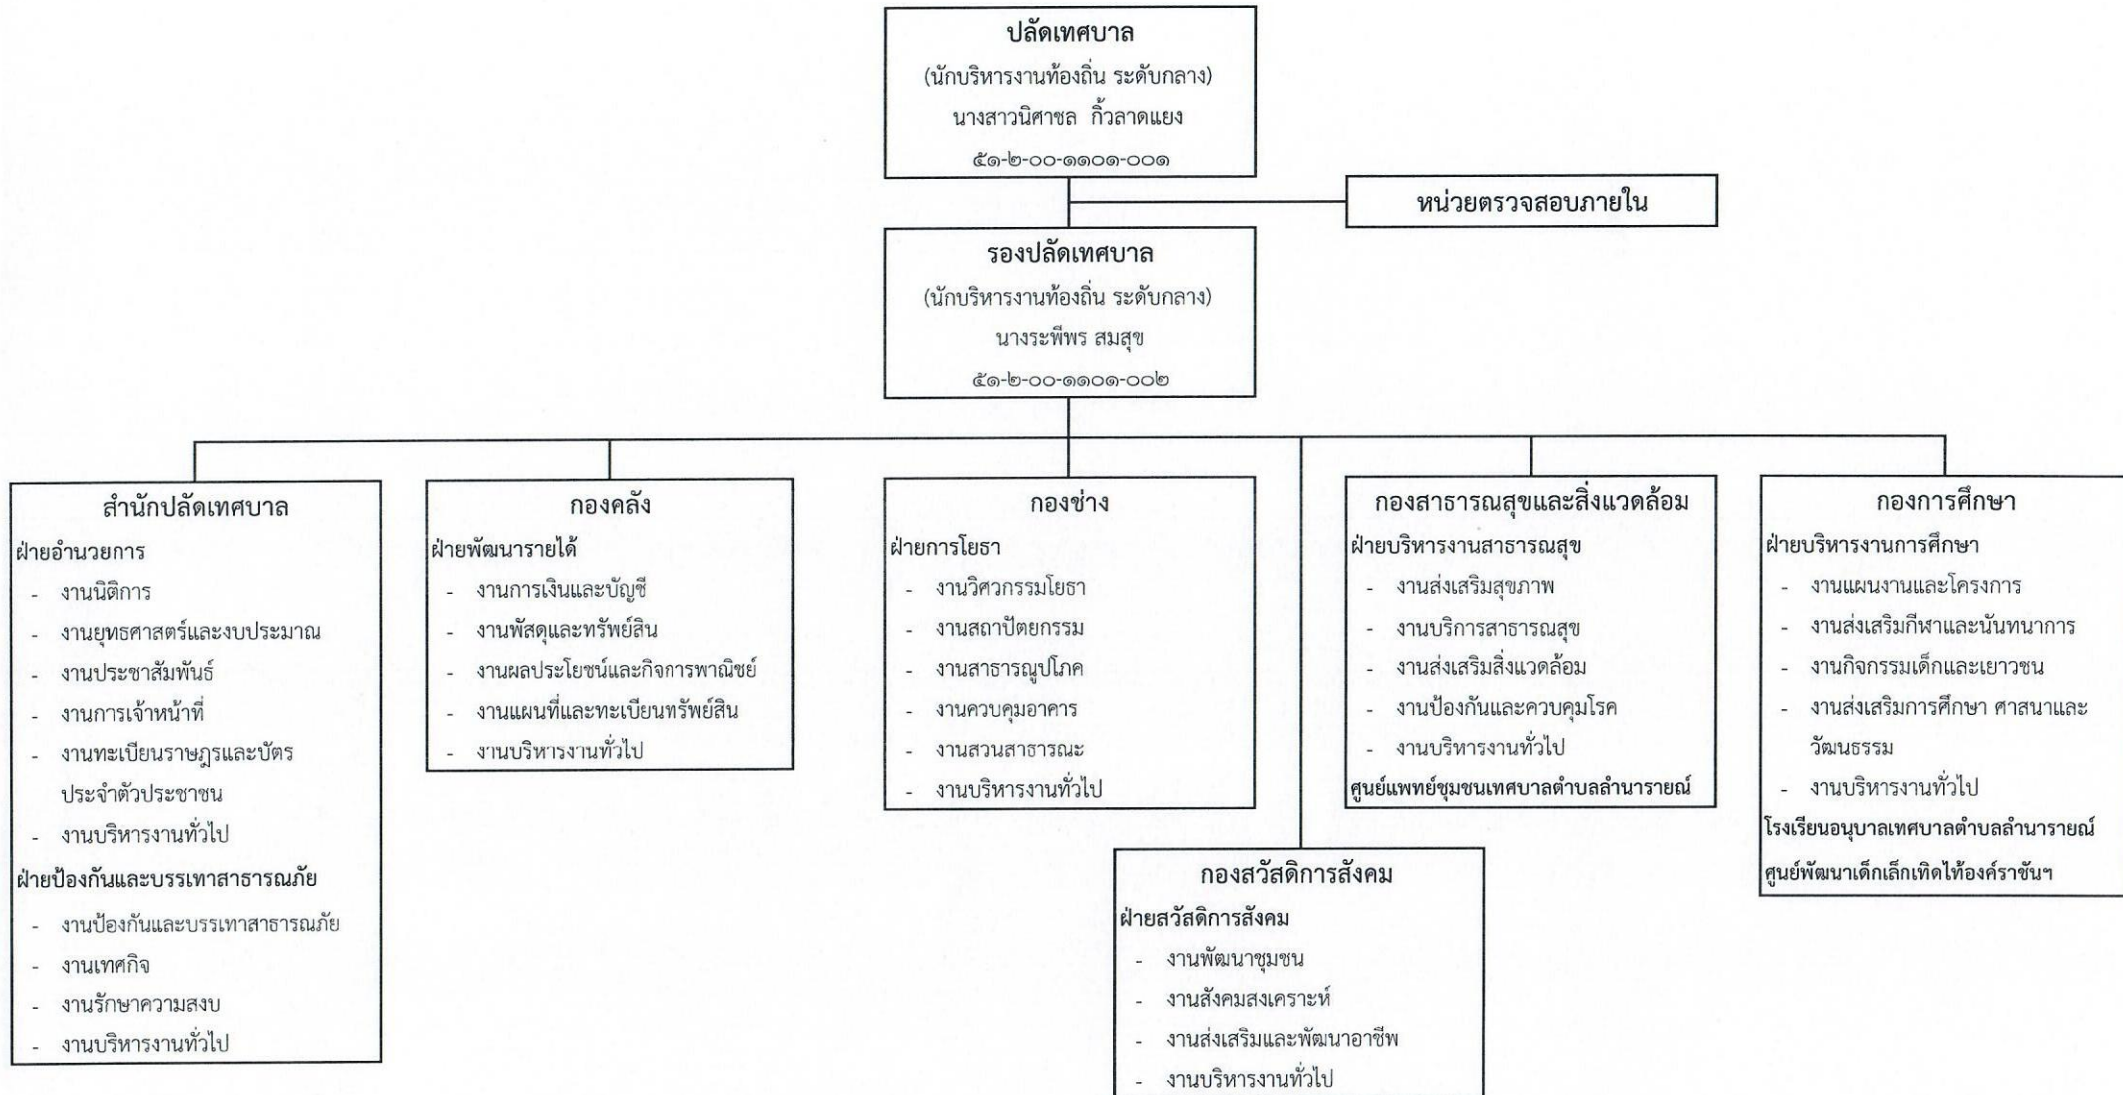 ปลัดเทศบาล
(นักบริหารงานท้องถิ่น ระดับกลาง)
นางสาวนิศาชล กิ้วลาดแยง
๕๑-๒-๐๐-๑๑๐๑-๐๐๑
หน่วยตรวจสอบภายใน
รองปลัดเทศบาล
(นักบริหารงานท้องถิ่น ระดับกลาง)
นางระพีพร สมสุข
๕๑-๒-๐๐-๑๑๐๑-๐๐๒
สำนักปลัดเทศบาล
ฝ่ายอำนวยการ
- งานนิติการ
- งานยุทธศาสตร์และงบประมาณ
- งานประชาสัมพันธ์
- งานการเจ้าหน้าที่
- งานทะเบียนราษฎรและบัตร
ประจำตัวประชาชน
- งานบริหารงานทั่วไป
ฝ่ายป้องกันและบรรเทาสาธารณภัย
- งานป้องกันและบรรเทาสาธารณภัย
- งานเทศกิจ
- งานรักษาความสงบ
- งานบริหารงานทั่วไป
กองคลัง
ฝ่ายพัฒนารายได้
- งานการเงินและบัญชี
- งานพัสดุและทรัพย์สิน
- งานผลประโยชน์และกิจการพาณิชย์
- งานแผนที่และทะเบียนทรัพย์สิน
- งานบริหารงานทั่วไป
กองช่าง
ฝ่ายการโยธา
- งานวิศวกรรมโยธา
- งานสถาปัตยกรรม
- งานสาธารณูปโภค
- งานควบคุมอาคาร
- งานสวนสาธารณะ
- งานบริหารงานทั่วไป
กองสวัสดิการสังคม
ฝ่ายสวัสดิการสังคม
- งานพัฒนาชุมชน
- งานสังคมสงเคราะห์
- งานส่งเสริมและพัฒนาอาชีพ
- งานบริหารงานทั่วไป
กองสาธารณสุขและสิ่งแวดล้อม
ฝ่ายบริหารงานสาธารณสุข
- งานส่งเสริมสุขภาพ
- งานบริการสาธารณสุข
- งานส่งเสริมสิ่งแวดล้อม
- งานป้องกันและควบคุมโรค
- งานบริหารงานทั่วไป
ศูนย์แพทย์ชุมชนเทศบาลตำบลลำนารายณ์
กองการศึกษา
ฝ่ายบริหารงานการศึกษา
- งานแผนงานและโครงการ
- งานส่งเสริมกีฬาและนันทนาการ
- งานกิจกรรมเด็กและเยาวชน
- งานส่งเสริมการศึกษา ศาสนาและ
วัฒนธรรม
- งานบริหารงานทั่วไป
โรงเรียนอนุบาลเทศบาลตำบลลำนารายณ์
ศูนย์พัฒนาเด็กเล็กเทิดไท้องค์ราชันฯ